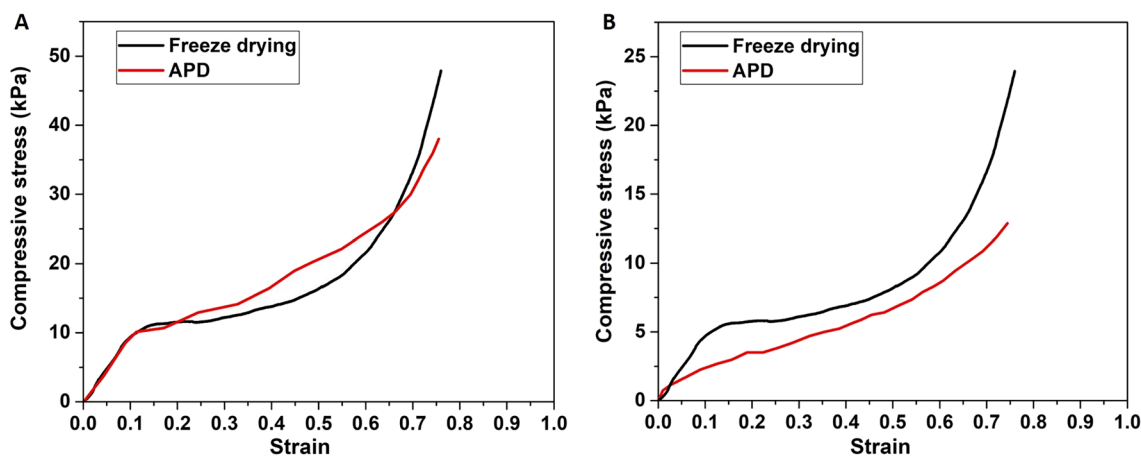 A
Freeze drying
APD
Compressive stress (kPa)
50
40
30
20
10
0
0.0 0.1 0.2 0.3 0.4 0.5 0.6 0.7 0.8 0.9 1.0
Strain
B
Freeze drying
APD
Compressive stress (kPa)
25
20
15
10
5
0
0.0 0.1 0.2 0.3 0.4 0.5 0.6 0.7 0.8 0.9 1.0
Strain